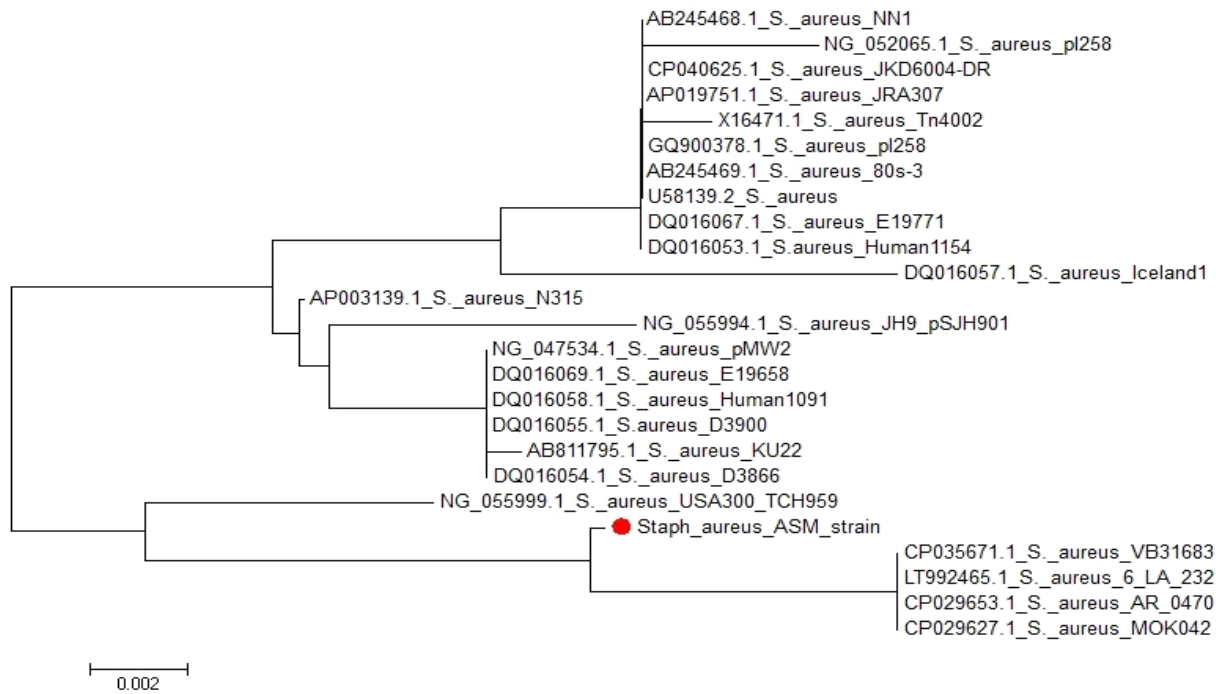 AB245468.1_S._aureus_NN1
NG_052065.1_S._aureus_pI258
CP040625.1_S._aureus_JKD6004-DR
AP019751.1_S._aureus_JRA307
X16471.1_S._aureus_Tn4002
GQ900378.1_S._aureus_pI258
AB245469.1_S._aureus_80s-3
U58139.2_S._aureus
DQ016067.1_S._aureus_E19771
DQ016053.1_S.aureus_Human1154
DQ016057.1_S._aureus_Iceland1
AP003139.1_S._aureus_N315
NG_055994.1_S._aureus_JH9_pSJH901
NG_047534.1_S._aureus_pMW2
DQ016069.1_S._aureus_E19658
DQ016058.1_S._aureus_Human1091
DQ016055.1_S.aureus_D3900
AB811795.1_S._aureus_KU22
DQ016054.1_S._aureus_D3866
NG_055999.1_S._aureus_USA300_TCH959
Staph_aureus_ASM_strain
CP035671.1_S._aureus_VB31683
LT992465.1_S._aureus_6_LA_232
CP029653.1_S._aureus_AR_0470
CP029627.1_S._aureus_MOK042
0.002